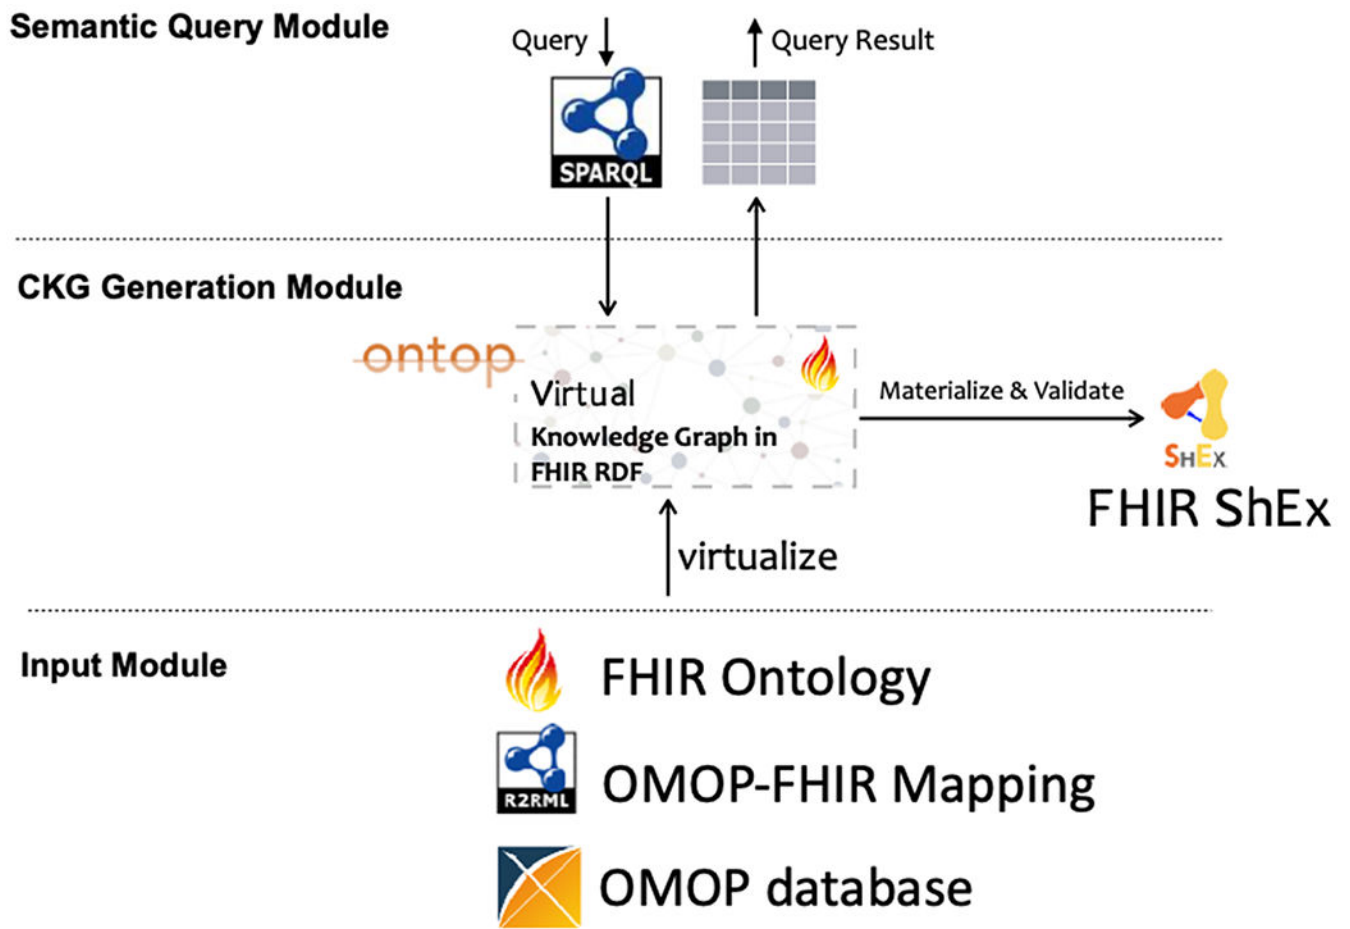 Semantic Query Module
Query
Query Result
SPARQL
CKG Generation Module
ontop
Virtual
Knowledge Graph in
FHIR RDF
Materialize & Validate
ShEx
FHIR ShEx
virtualize
Input Module
FHIR Ontology
R2RML
OMOP-FHIR Mapping
OMOP database